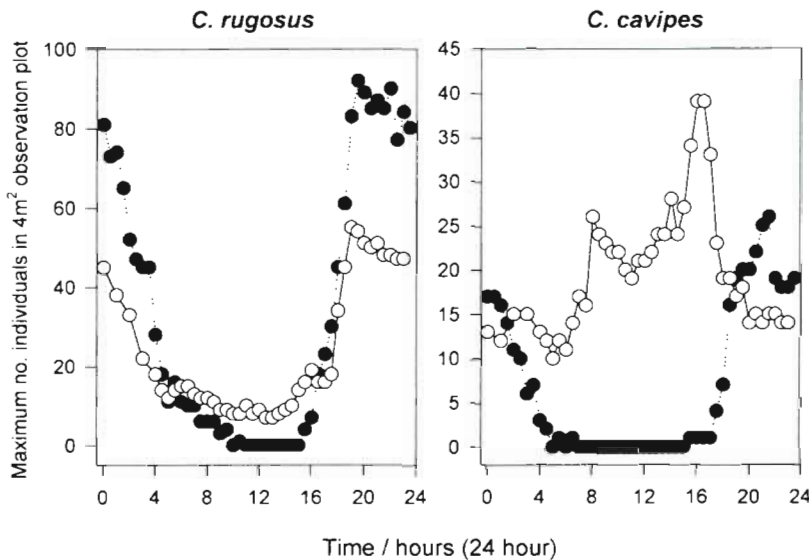 C. rugosus
C. cavipes
Maximum no. individuals in 4m² observation plot
100
80
60
40
20
0
45
40
35
30
25
20
15
10
5
0
0 4 8 12 16 20 24
0 4 8 12 16 20 24
Time / hours (24 hour)